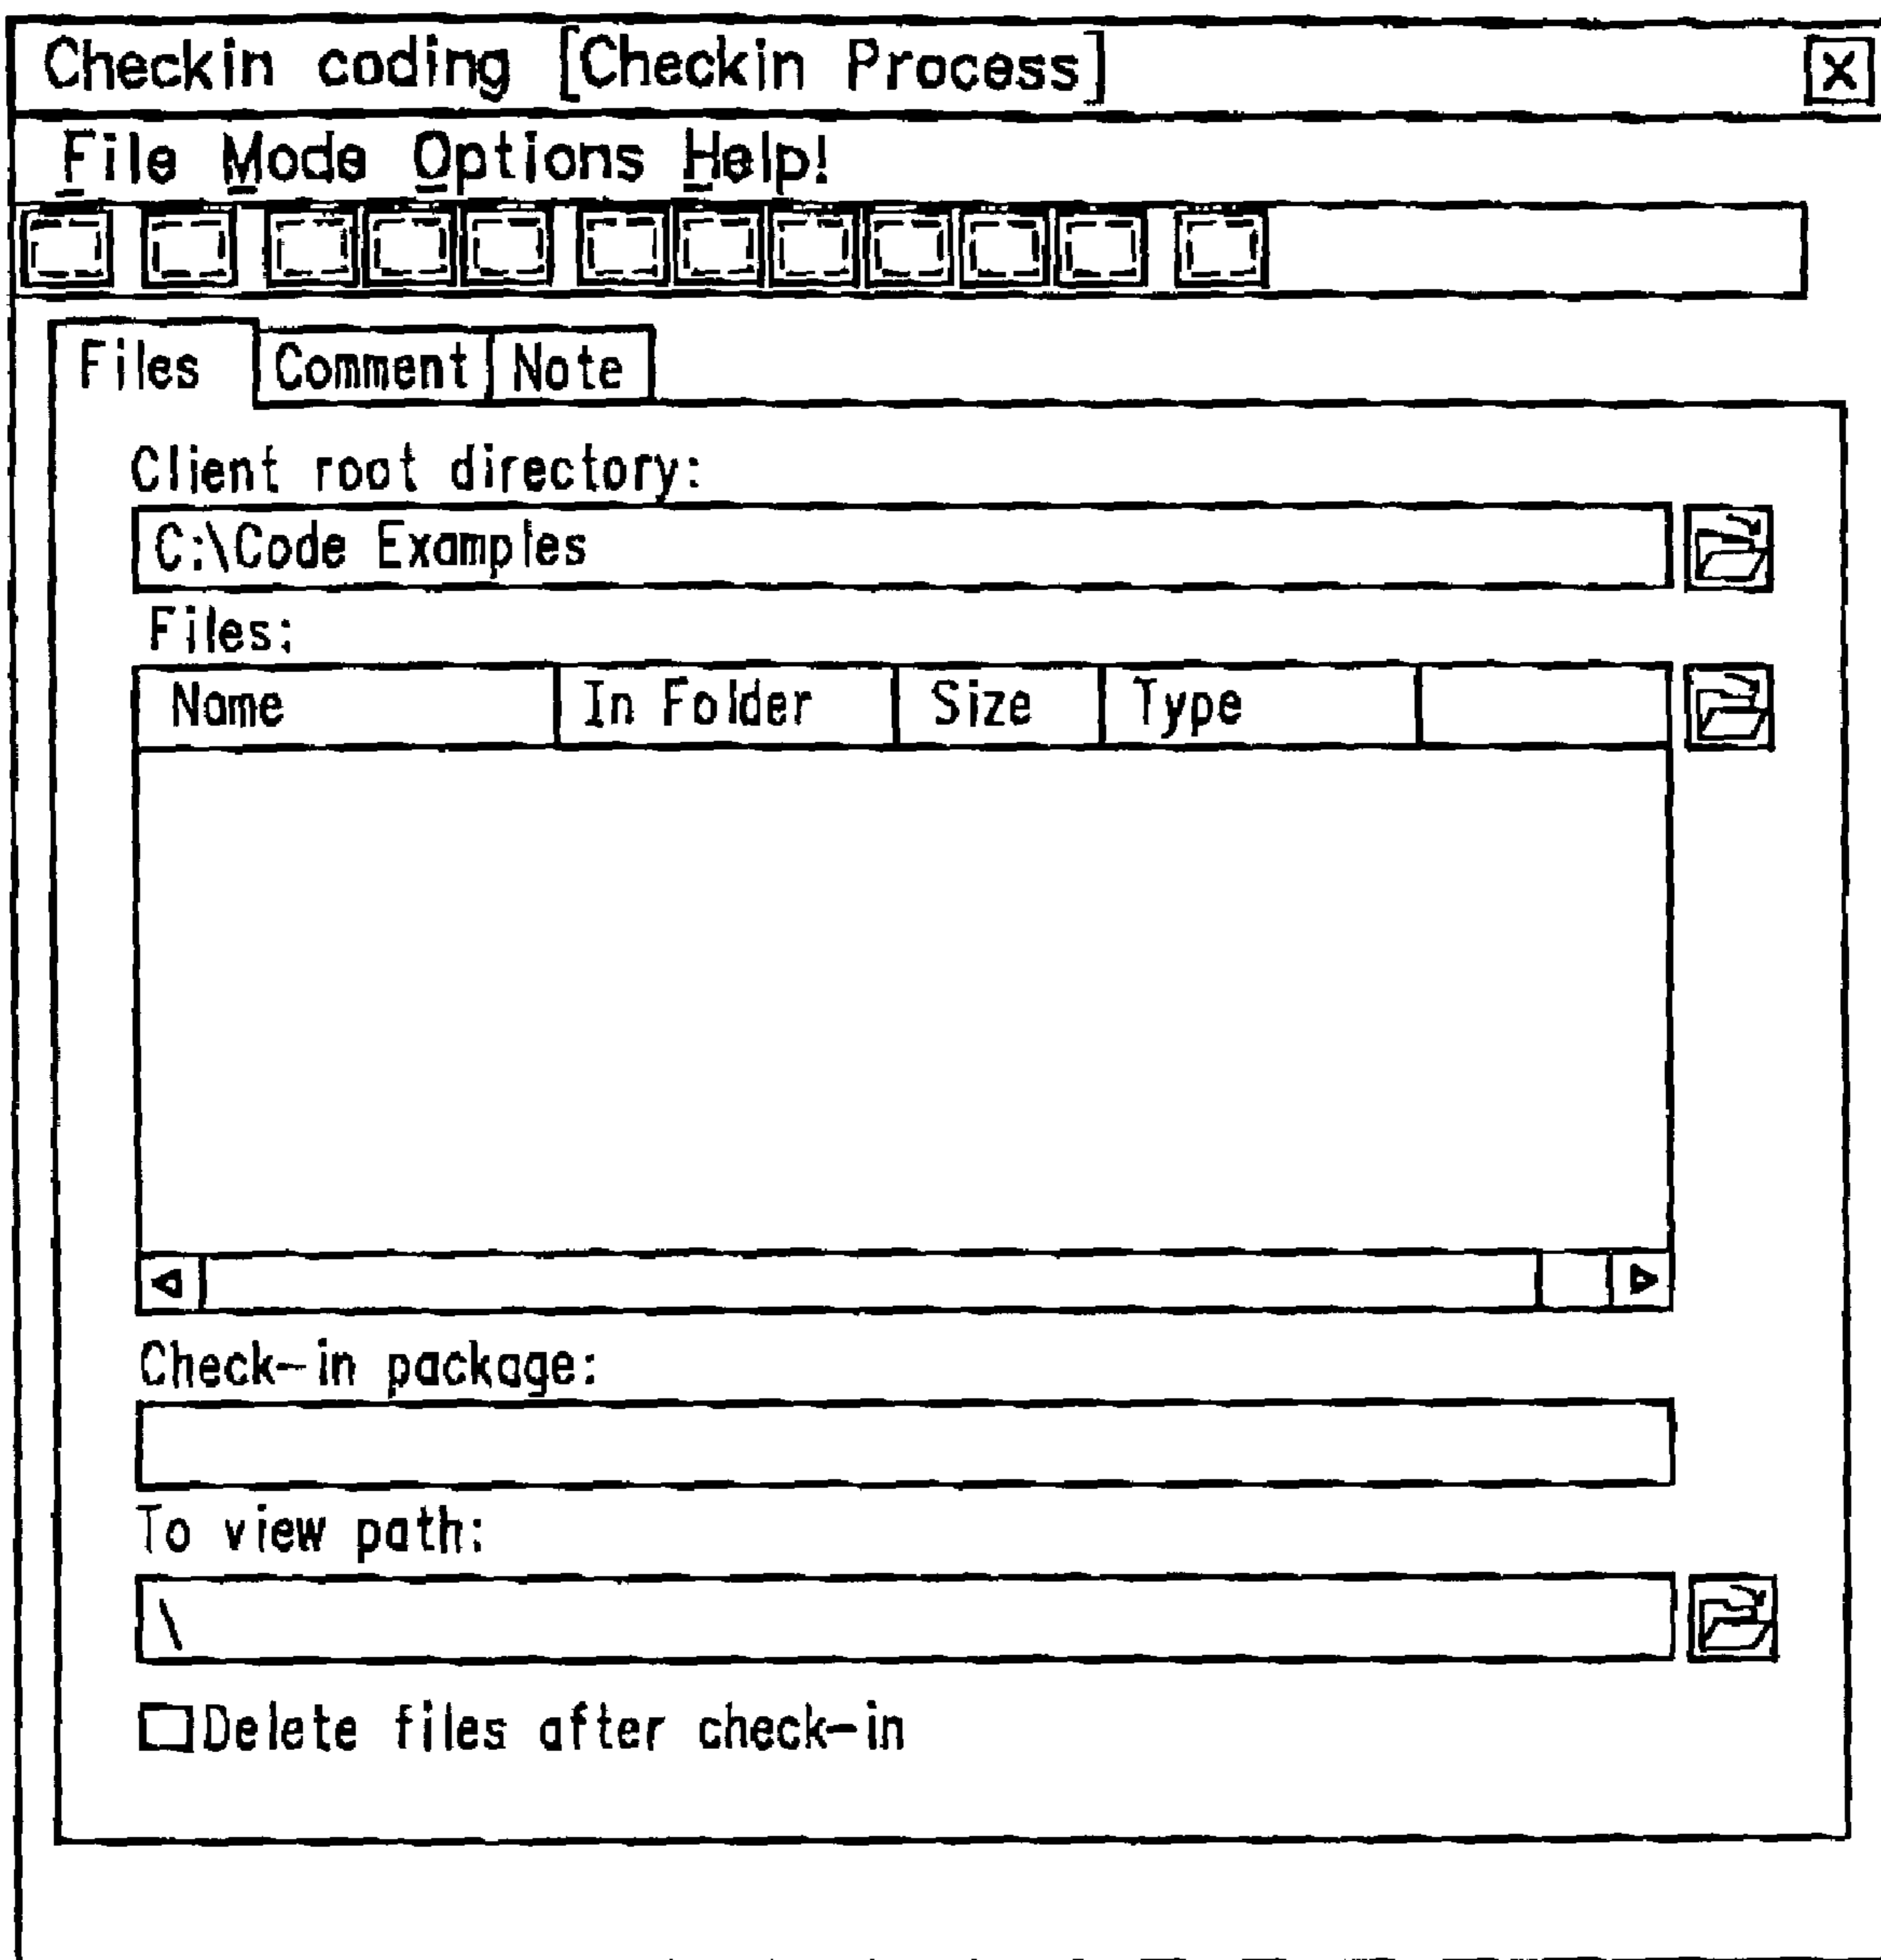 Checkin coding [Checkin Process] X
File Mode Options Help!
Files Comment Note
Client root directory:
C:\Code Examples
Files:
Name In Folder Size Type
Check-in package:
To view path:
\
Delete files after check-in